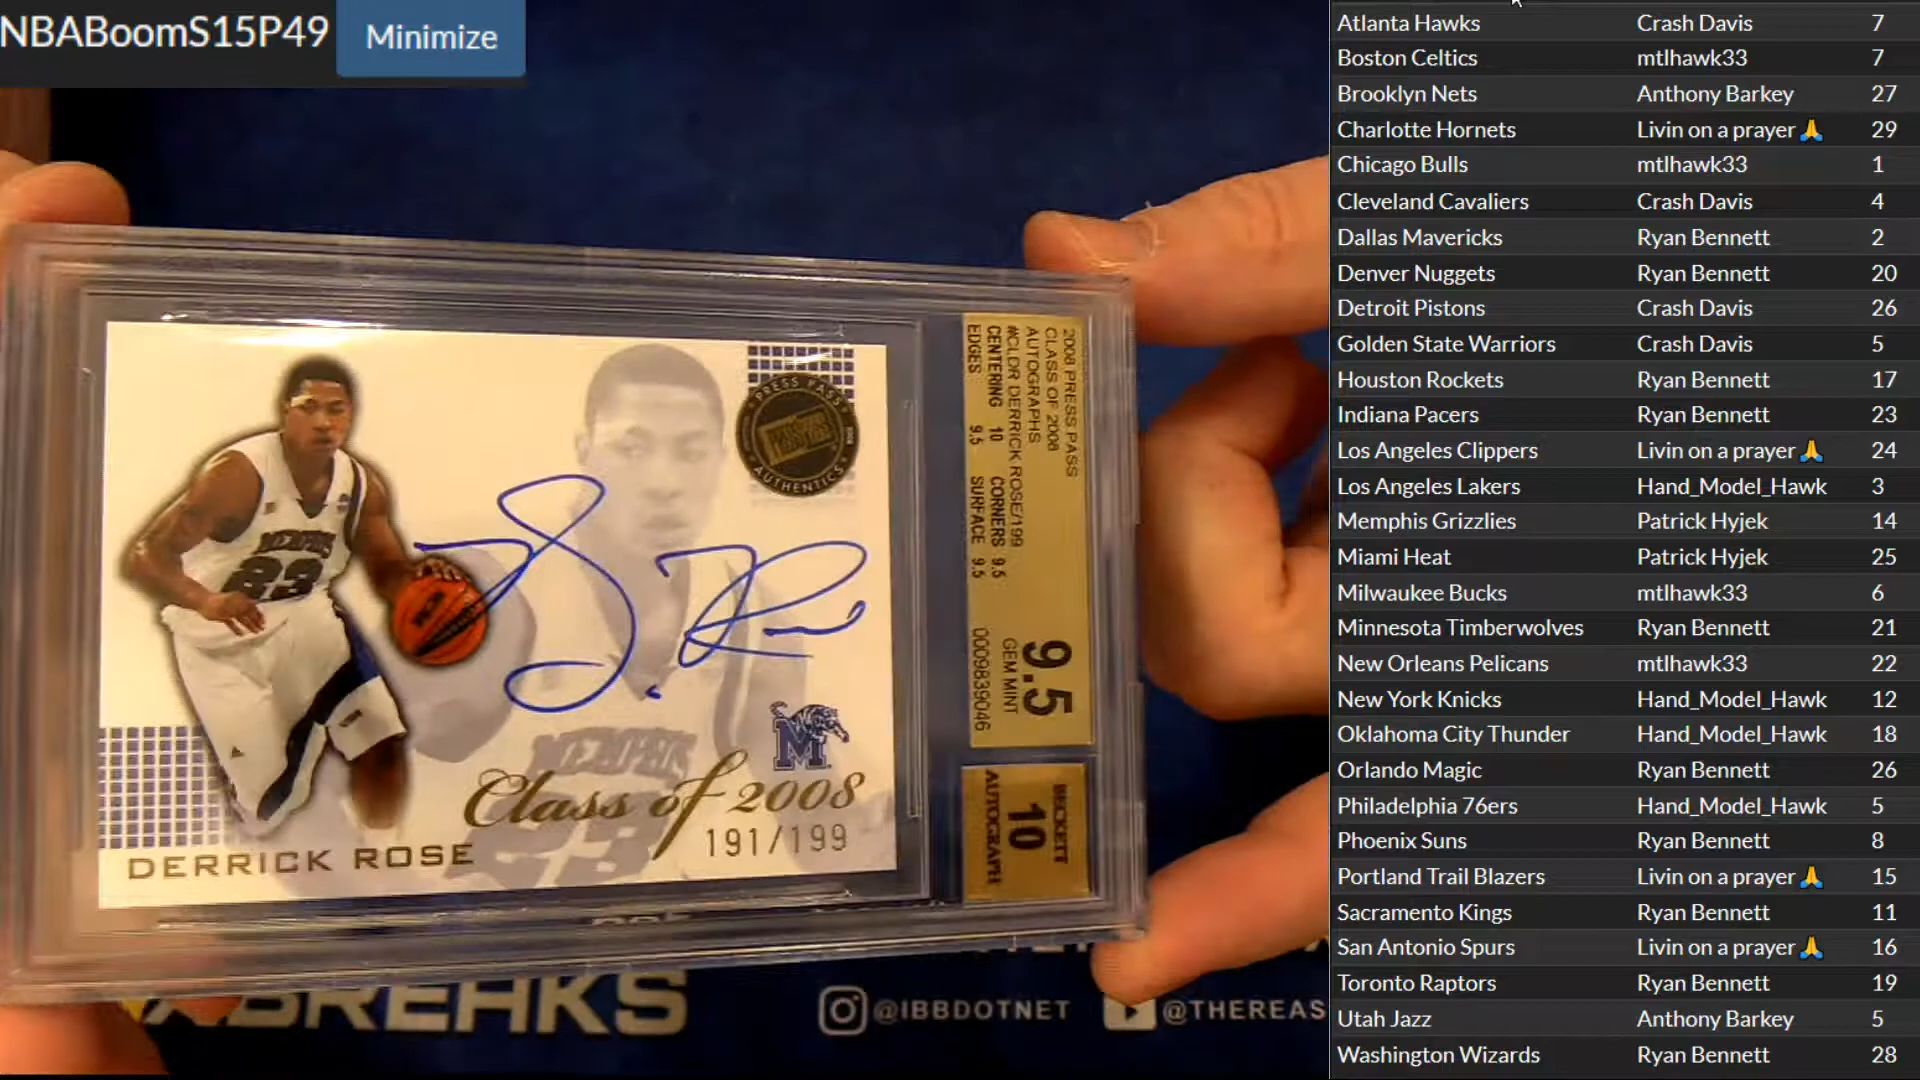 NBABoomS15P49
Minimize
PRESS PASS
AUTHENTICS
MEMPHIS
23
MEMPHIS
23
M
Class of 2008
191/199
DERRICK ROSE
2008 PRESS PASS
CLASS OF 2008
AUTOGRAPHS
#CLDR DERRICK ROSE/199
CENTERING 10 CORNERS 9.5
EDGES 9.5 SURFACE 9.5
9.5
GEM MINT
0009839046
BECKETT
10
AUTOGRAPH
@IBBDOTNET
@THEREAS
Atlanta Hawks Crash Davis 7
Boston Celtics mtlhawk33 7
Brooklyn Nets Anthony Barkey 27
Charlotte Hornets Livin on a prayer🙏 29
Chicago Bulls mtlhawk33 1
Cleveland Cavaliers Crash Davis 4
Dallas Mavericks Ryan Bennett 2
Denver Nuggets Ryan Bennett 20
Detroit Pistons Crash Davis 26
Golden State Warriors Crash Davis 5
Houston Rockets Ryan Bennett 17
Indiana Pacers Ryan Bennett 23
Los Angeles Clippers Livin on a prayer🙏 24
Los Angeles Lakers Hand_Model_Hawk 3
Memphis Grizzlies Patrick Hyjek 14
Miami Heat Patrick Hyjek 25
Milwaukee Bucks mtlhawk33 6
Minnesota Timberwolves Ryan Bennett 21
New Orleans Pelicans mtlhawk33 22
New York Knicks Hand_Model_Hawk 12
Oklahoma City Thunder Hand_Model_Hawk 18
Orlando Magic Ryan Bennett 26
Philadelphia 76ers Hand_Model_Hawk 5
Phoenix Suns Ryan Bennett 8
Portland Trail Blazers Livin on a prayer🙏 15
Sacramento Kings Ryan Bennett 11
San Antonio Spurs Livin on a prayer🙏 16
Toronto Raptors Ryan Bennett 19
Utah Jazz Anthony Barkey 5
Washington Wizards Ryan Bennett 28